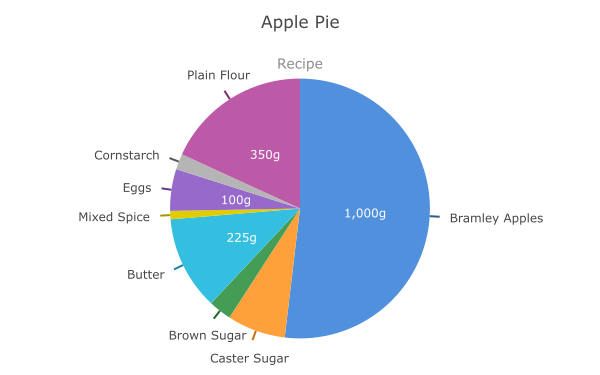 Apple Pie
Recipe
Plain Flour
350g
Cornstarch
Eggs
100g
Mixed Spice
1,000g
Bramley Apples
225g
Butter
Brown Sugar
Caster Sugar